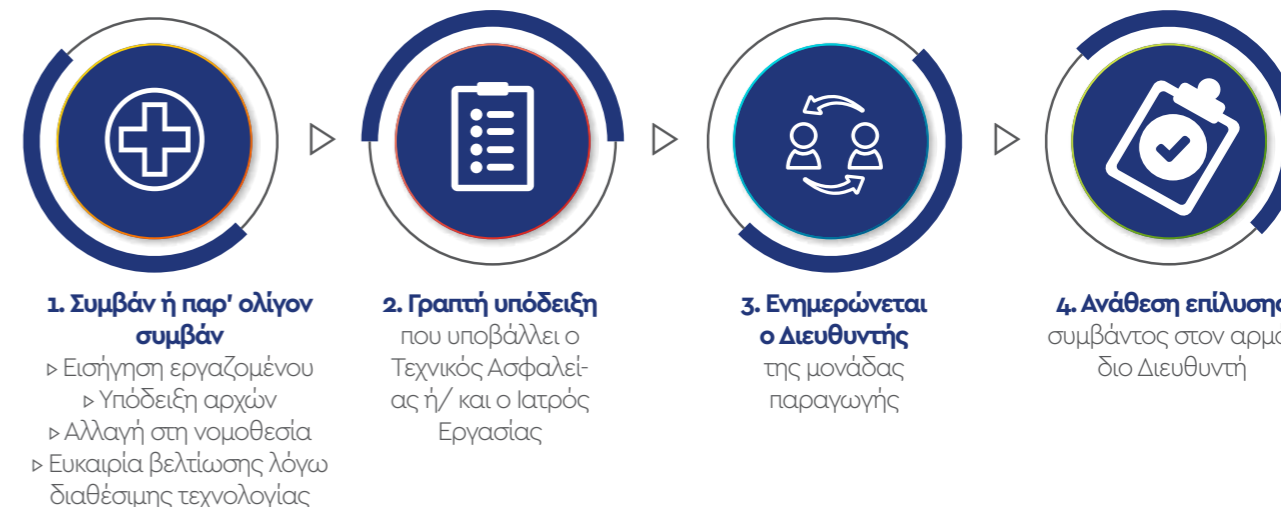 1. Συμβάν ή παρ' ολίγον
συμβάν
▹ Εισήγηση εργαζομένου
▹ Υπόδειξη αρχών
▹ Αλλαγή στη νομοθεσία
▹ Ευκαιρία βελτίωσης λόγω
διαθέσιμης τεχνολογίας
2. Γραπτή υπόδειξη
που υποβάλλει ο
Τεχνικός Ασφαλεί-
ας ή/ και ο Ιατρός
Εργασίας
3. Ενημερώνεται
ο Διευθυντής
της μονάδας
παραγωγής
4. Ανάθεση επίλυσης
συμβάντος στον αρμό
διο Διευθυντή